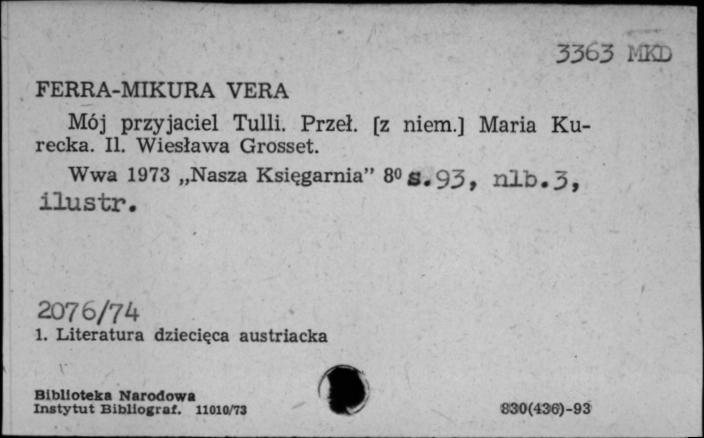 3363 MKD
FERRA-MIKURA VERA
Mój przyjaciel Tulli. Przeł. [z niem.] Maria Ku-
recka. Il. Wiesława Grosset.
Wwa 1973 „Nasza Księgarnia” 8⁰ s.93, nlb.3,
ilustr.
2076/74
1. Literatura dziecięca austriacka
Biblioteka Narodowa
Instytut Bibliograf. 11010/73
830(436)-93